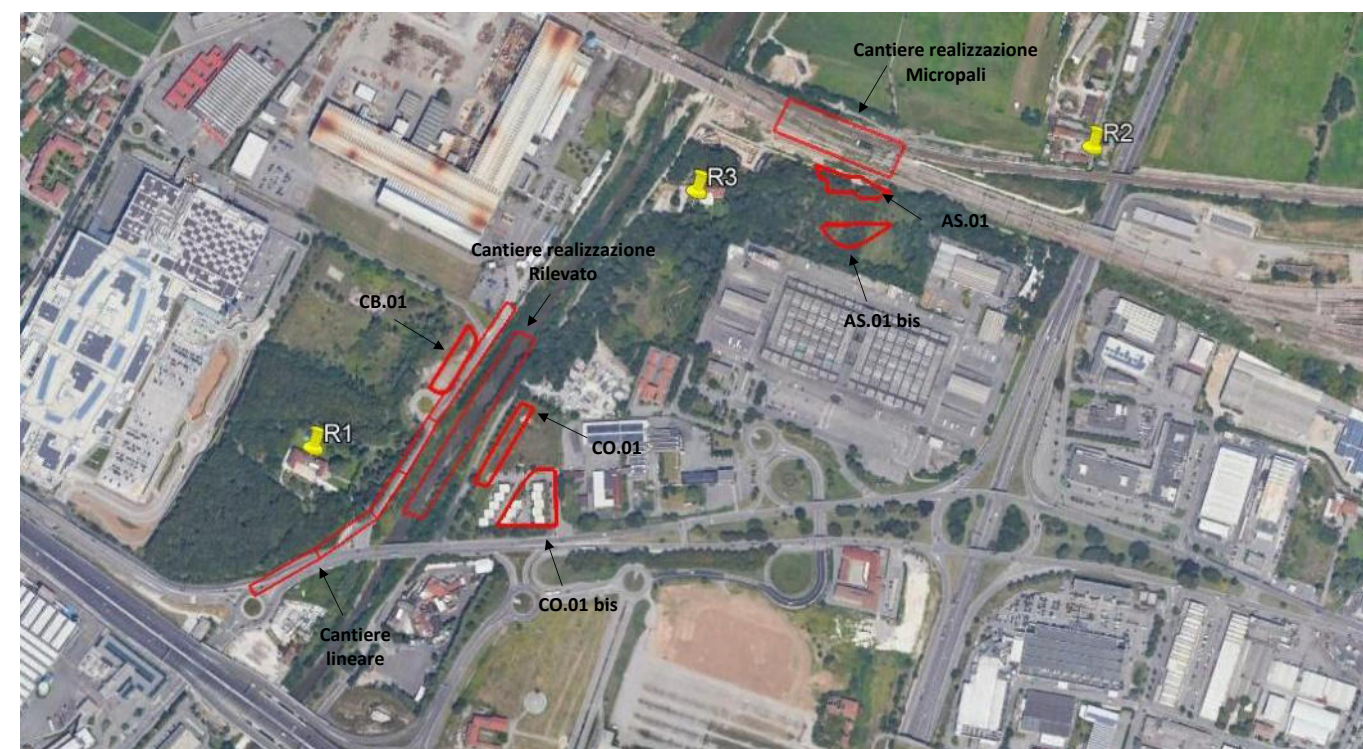 Cantiere realizzazione
Micropali
R2
R3
AS.01
Cantiere realizzazione
Rilevato
CB.01
AS.01 bis
R1
CO.01
CO.01 bis
Cantiere
lineare